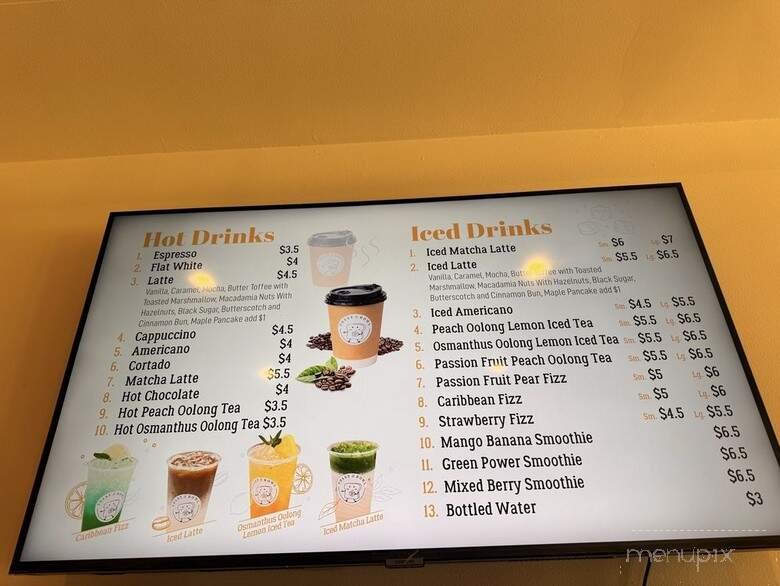 Hot Drinks
1. Espresso $3.5
2. Flat White $4
3. Latte $4.5
Vanilla, Caramel, Mocha, Butter Toffee with
Toasted Marshmallow, Macadamia Nuts With
Hazelnuts, Black Sugar, Butterscotch and
Cinnamon Bun, Maple Pancake add $1
4. Cappuccino $4.5
5. Americano $4
6. Cortado $4
7. Matcha Latte $5.5
8. Hot Chocolate $4
9. Hot Peach Oolong Tea $3.5
10. Hot Osmanthus Oolong Tea $3.5
Caribbean Fizz
Iced Latte
Osmanthus Oolong
Lemon Iced Tea
Iced Matcha Latte
Iced Drinks
1. Iced Matcha Latte Sm. $6 Lg. $7
2. Iced Latte Sm. $5.5 Lg. $6.5
Vanilla, Caramel, Mocha, Butter Toffee with Toasted
Marshmallow, Macadamia Nuts With Hazelnuts, Black Sugar,
Butterscotch and Cinnamon Bun, Maple Pancake add $1
3. Iced Americano Sm. $4.5 Lg. $5.5
4. Peach Oolong Lemon Iced Tea Sm. $5.5 Lg. $6.5
5. Osmanthus Oolong Lemon Iced Tea Sm. $5.5 Lg. $6.5
6. Passion Fruit Peach Oolong Tea Sm. $5.5 Lg. $6.5
7. Passion Fruit Pear Fizz Sm. $5 Lg. $6
8. Caribbean Fizz Sm. $5 Lg. $6
9. Strawberry Fizz Sm. $4.5 Lg. $5.5
10. Mango Banana Smoothie $6.5
11. Green Power Smoothie $6.5
12. Mixed Berry Smoothie $6.5
13. Bottled Water $3
menupix